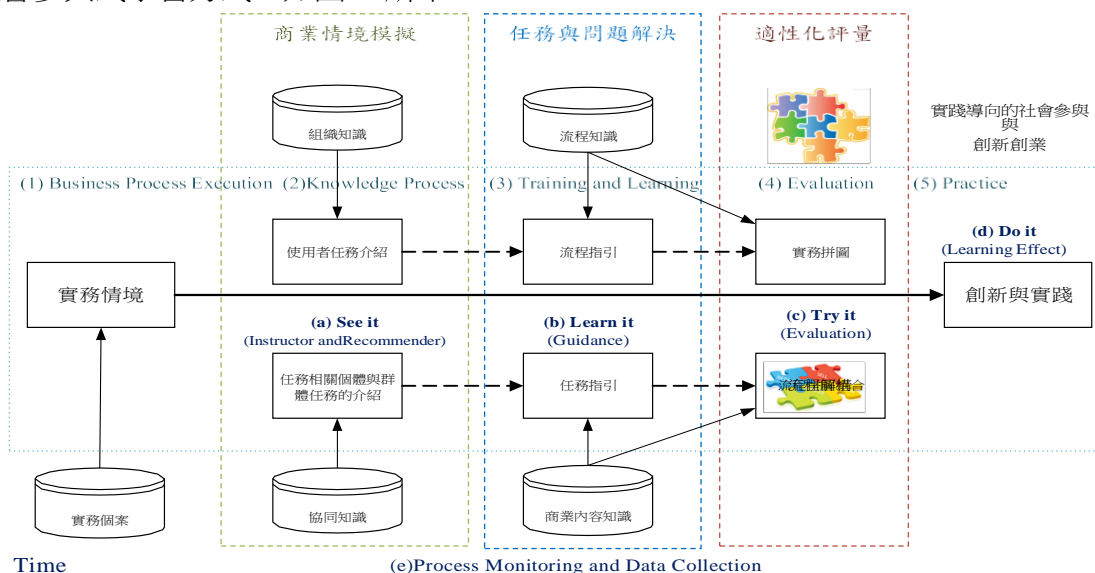 商業情境模擬
任務與問題解決
適性化評量
組織知識
流程知識
實踐導向的社會參與
與
創新創業
(1) Business Process Execution
(2)Knowledge Process
(3) Training and Learning
(4) Evaluation
(5) Practice
使用者任務介紹
流程指引
實務拼圖
(d) Do it
(Learning Effect)
實務情境
創新與實踐
(a) See it
(Instructor andRecommender)
(b) Learn it
(Guidance)
(c) Try it
(Evaluation)
任務相關個體與群
體任務的介紹
任務指引
實務個案
協同知識
商業內容知識
Time
(e)Process Monitoring and Data Collection